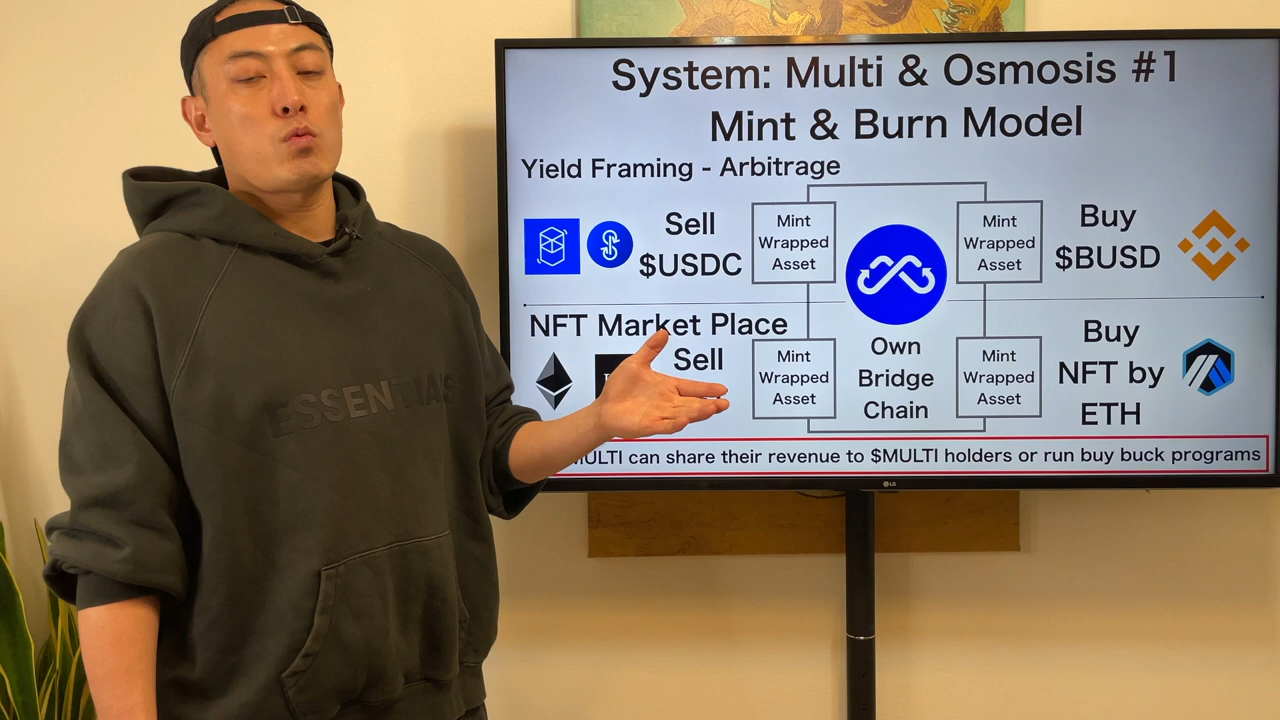 System: Multi & Osmosis #1
Mint & Burn Model
Yield Framing - Arbitrage
Sell
$USDC
Mint
Wrapped
Asset
Mint
Wrapped
Asset
Buy
$BUSD
NFT Market Place
Sell
Mint
Wrapped
Asset
Own
Bridge
Chain
Mint
Wrapped
Asset
Buy
NFT by
ETH
MULTI can share their revenue to $MULTI holders or run buy buck programs
LG
ESSENTIALS